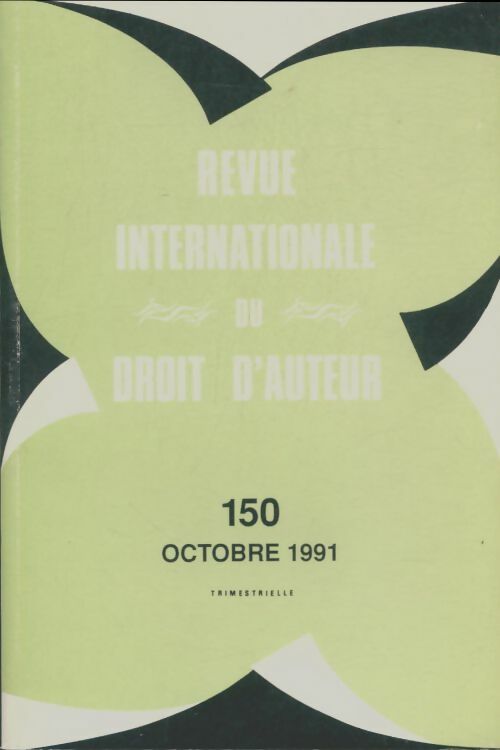 REVUE
INTERNATIONALE
DU
DROIT D'AUTEUR
150
OCTOBRE 1991
TRIMESTRIELLE